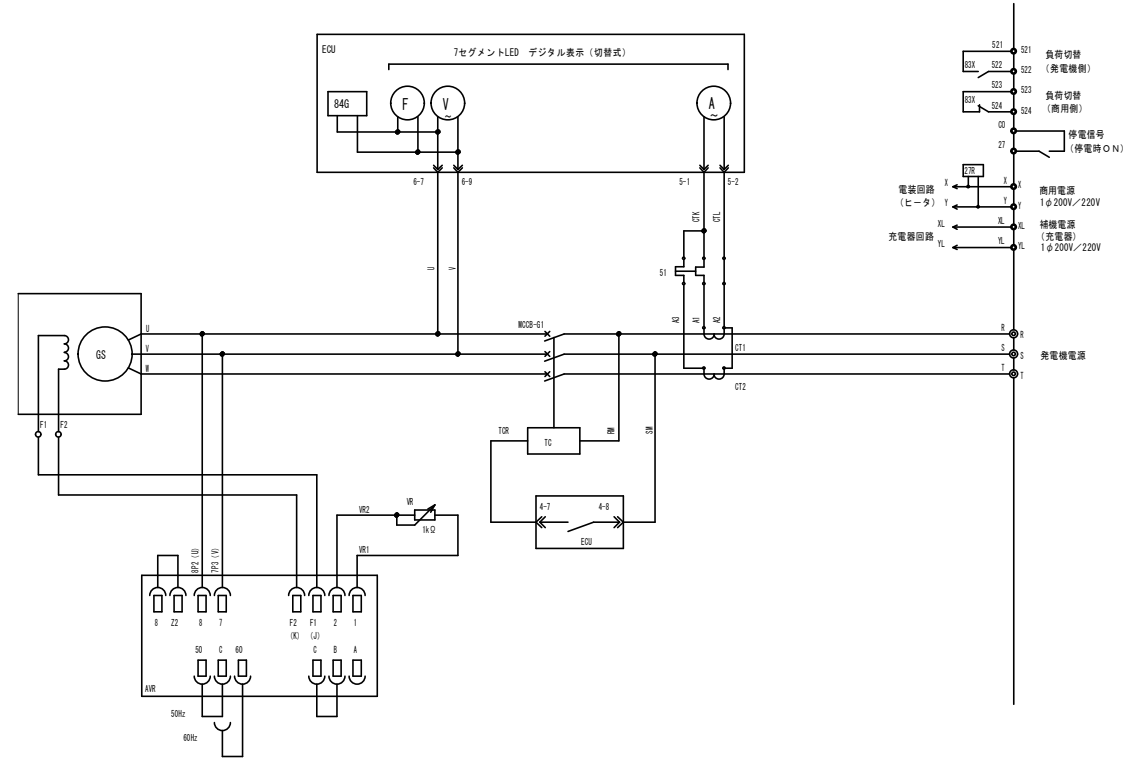 ECU
7セグメントLED デジタル表示（切替式）
84G
F
V
~
A
~
6-7
6-9
5-1
5-2
521
521
負荷切替
（発電機側）
83X
522
522
523
523
負荷切替
（商用側）
83X
524
524
CO
停電信号
（停電時ON）
27
27R
電装回路
（ヒータ）
X
X
X
商用電源
1φ200V／220V
Y
Y
Y
充電器回路
XL
XL
XL
補機電源
（充電器）
1φ200V／220V
YL
YL
YL
CTK
CTL
U
V
51
A3
A1
A2
GS
U
V
W
MCCB-G1
CT1
CT2
R
R
S
S
発電機電源
T
T
F1
F2
TCR
TC
RM
SM
4-7
4-8
ECU
VR2
VR
1kΩ
VR1
8P2 (U)
7P3 (V)
8
Z2
8
7
F2
(K)
F1
(J)
2
1
50
C
60
C
B
A
AVR
50Hz
60Hz